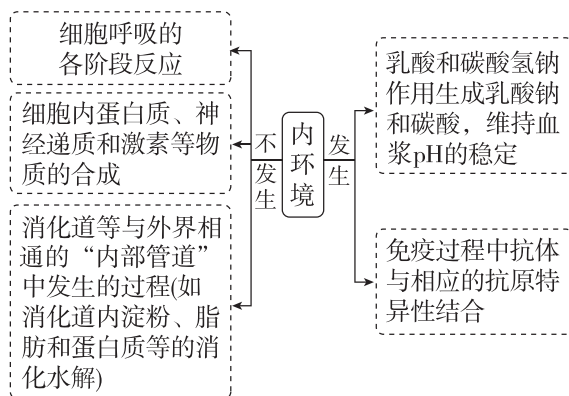 细胞呼吸的
各阶段反应
细胞内蛋白质、神
经递质和激素等物
质的合成
消化道等与外界相
通的“内部管道”
中发生的过程(如
消化道内淀粉、脂
肪和蛋白质等的消
化水解)
不
发
生
内
环
境
发
生
乳酸和碳酸氢钠
作用生成乳酸钠
和碳酸，维持血
浆pH的稳定
免疫过程中抗体
与相应的抗原特
异性结合